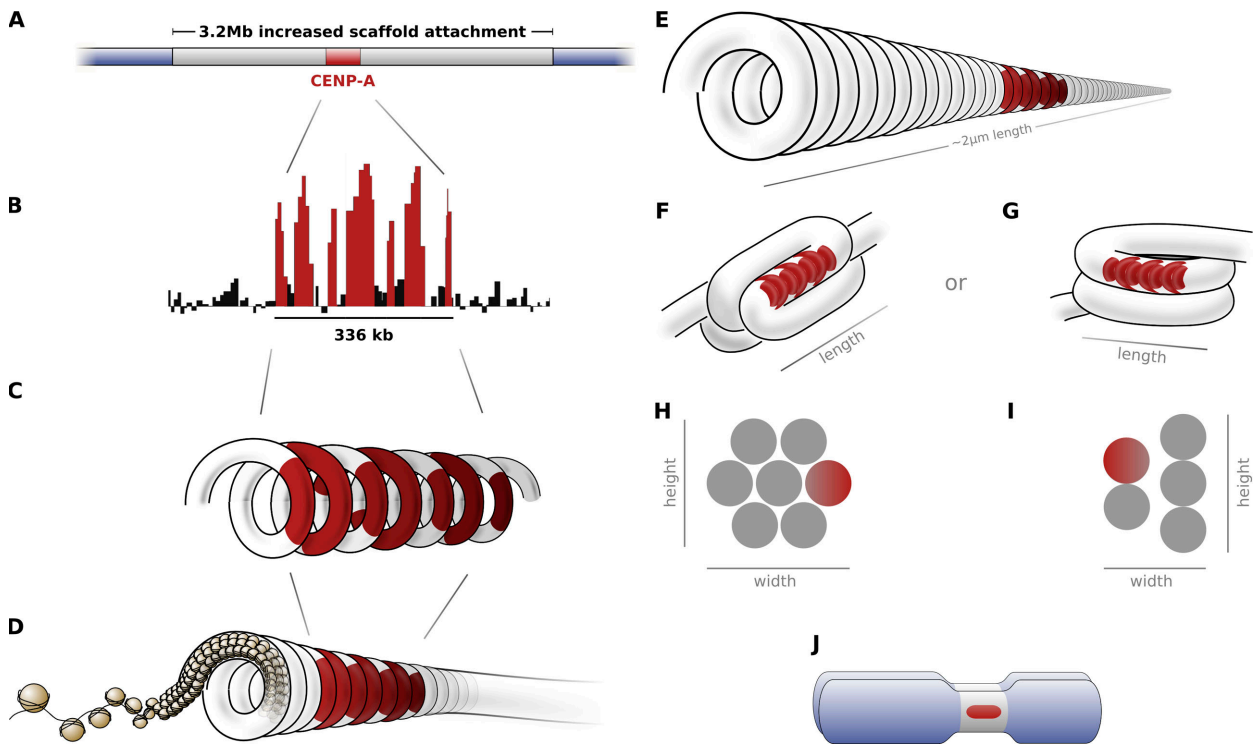 A
3.2Mb increased scaffold attachment
CENP-A
B
336 kb
C
D
E
~2μm length
F
length
or
G
length
H
height
width
I
height
width
J